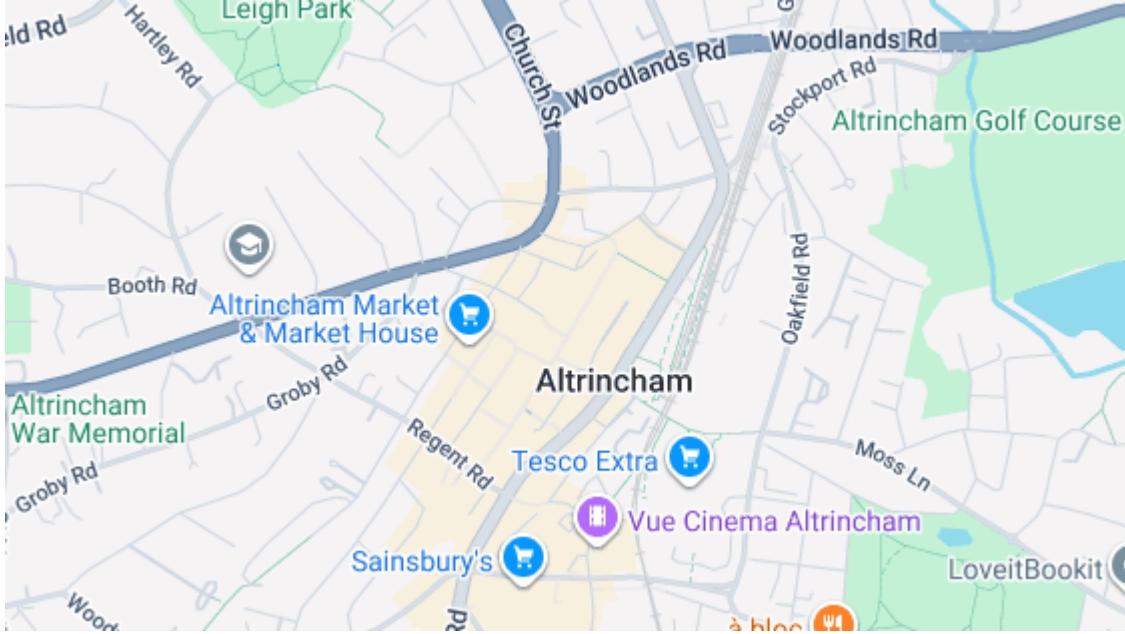 Leigh Park
eld Rd
Hartley Rd
Church St
Woodlands Rd
Woodlands Rd
Stockport Rd
Altrincham Golf Course
Booth Rd
Oakfield Rd
Altrincham Market
& Market House
Altrincham
Groby Rd
Altrincham
War Memorial
Regent Rd
Tesco Extra
Moss Ln
Groby Rd
Vue Cinema Altrincham
Sainsbury's
LoveitBookit
Rd
à bloc